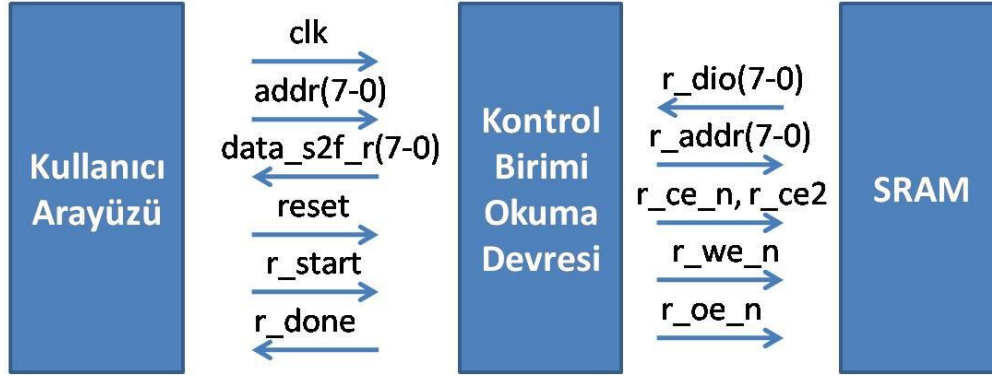 Kullanıcı
Arayüzü
clk
addr(7-0)
data_s2f_r(7-0)
reset
r_start
r_done
Kontrol
Birimi
Okuma
Devresi
r_dio(7-0)
r_addr(7-0)
r_ce_n, r_ce2
r_we_n
r_oe_n
SRAM